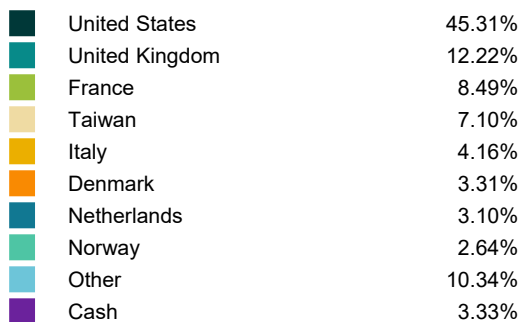 United States 45.31%
United Kingdom 12.22%
France 8.49%
Taiwan 7.10%
Italy 4.16%
Denmark 3.31%
Netherlands 3.10%
Norway 2.64%
Other 10.34%
Cash 3.33%